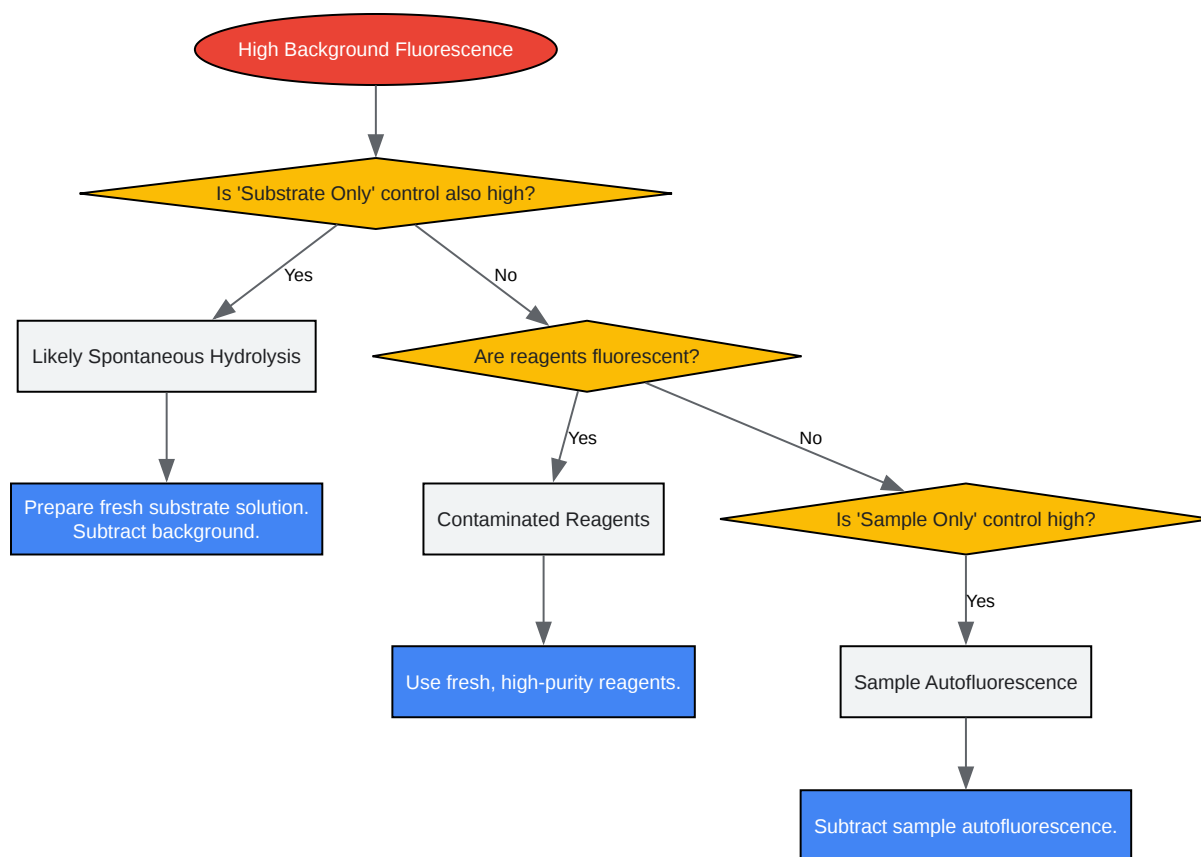 High Background Fluorescence
Is 'Substrate Only' control also high?
Yes
No
Likely Spontaneous Hydrolysis
Are reagents fluorescent?
Yes
No
Prepare fresh substrate solution.
Subtract background.
Contaminated Reagents
Is 'Sample Only' control high?
Yes
Use fresh, high-purity reagents.
Sample Autofluorescence
Subtract sample autofluorescence.